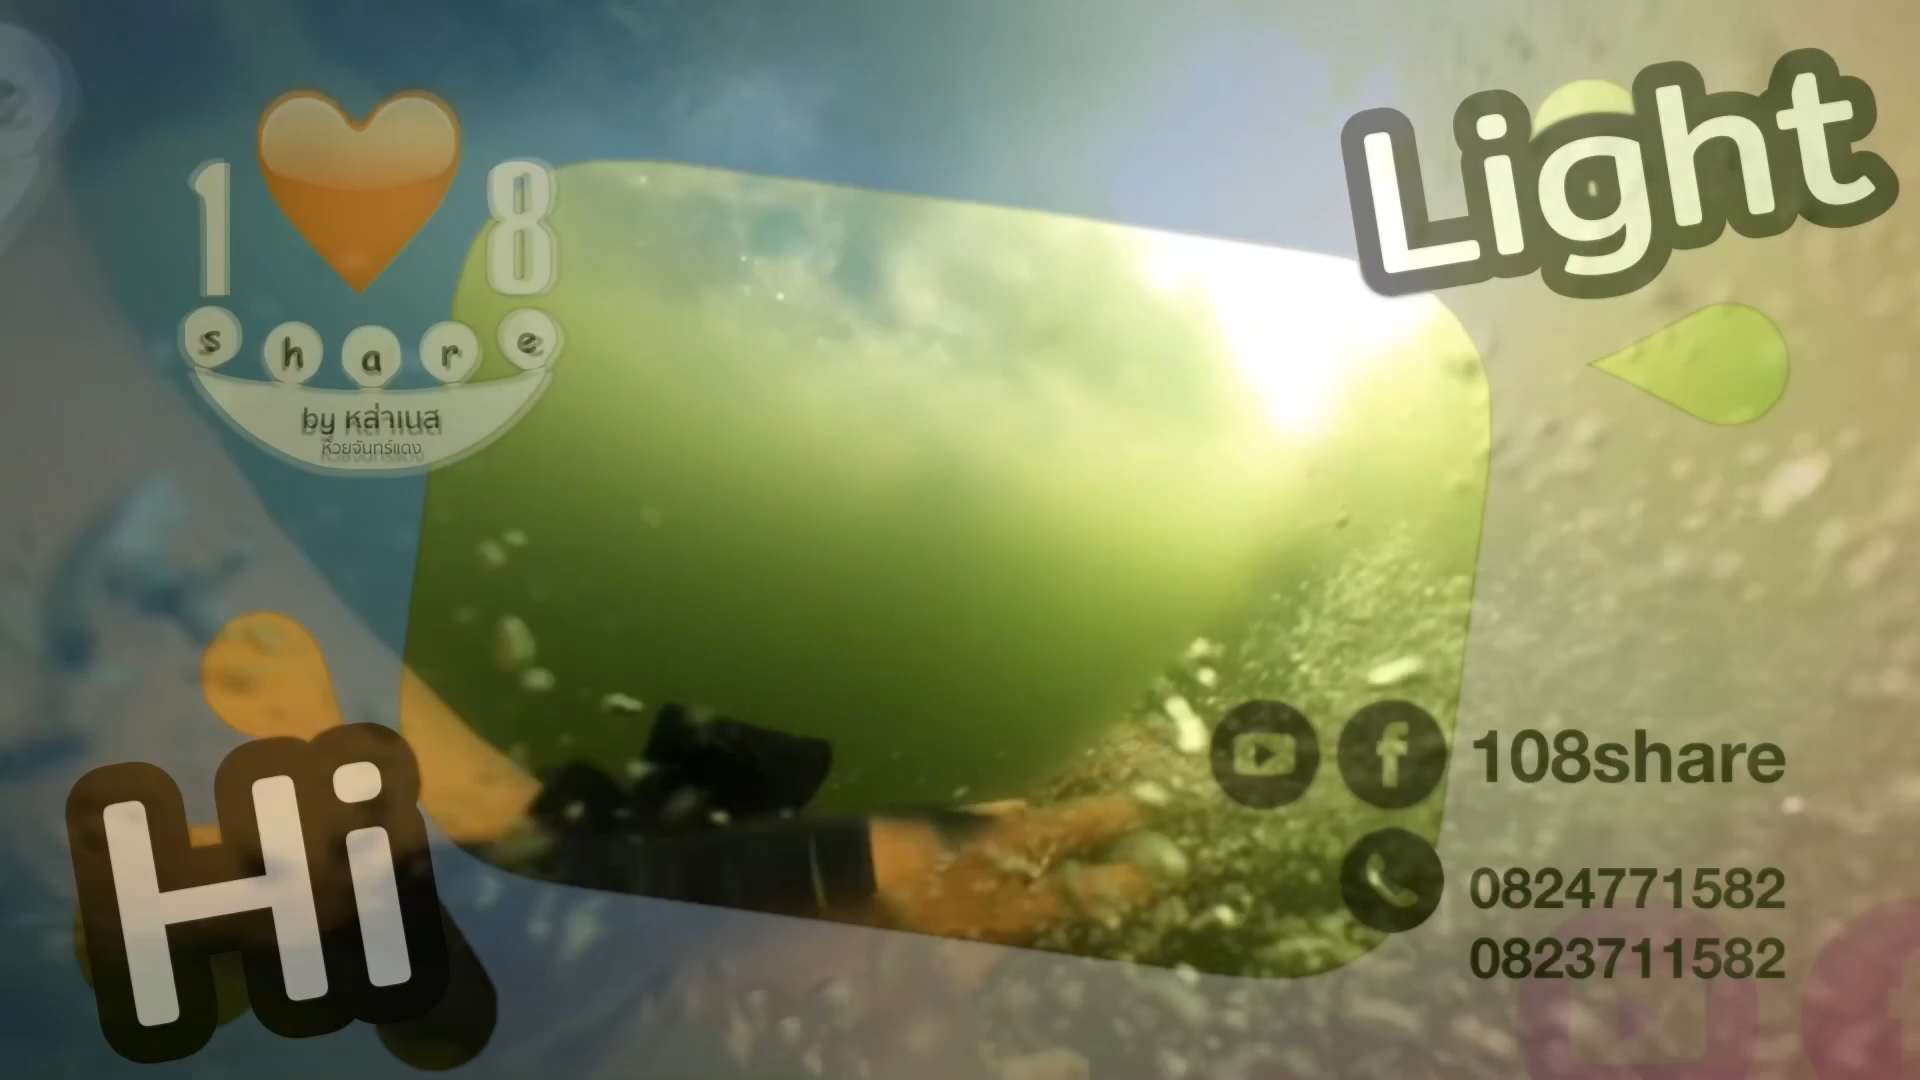 1 8
share
by หล่าเนส
ห้วยจันทร์แดง
Light
Hi
108share
0824771582
0823711582